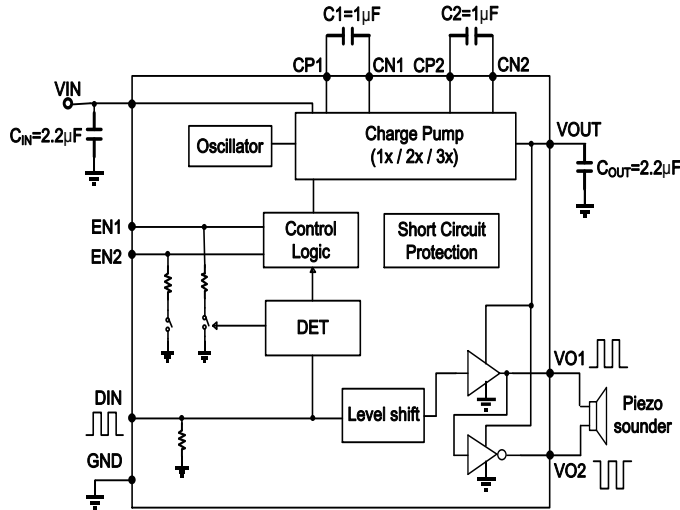 C1=1µF
C2=1µF
CP1
CN1
CP2
CN2
VIN
CIN=2.2µF
Oscillator
Charge Pump
(1x / 2x / 3x)
VOUT
COUT=2.2µF
EN1
EN2
Control
Logic
Short Circuit
Protection
DET
VO1
DIN
Level shift
Piezo
sounder
GND
VO2